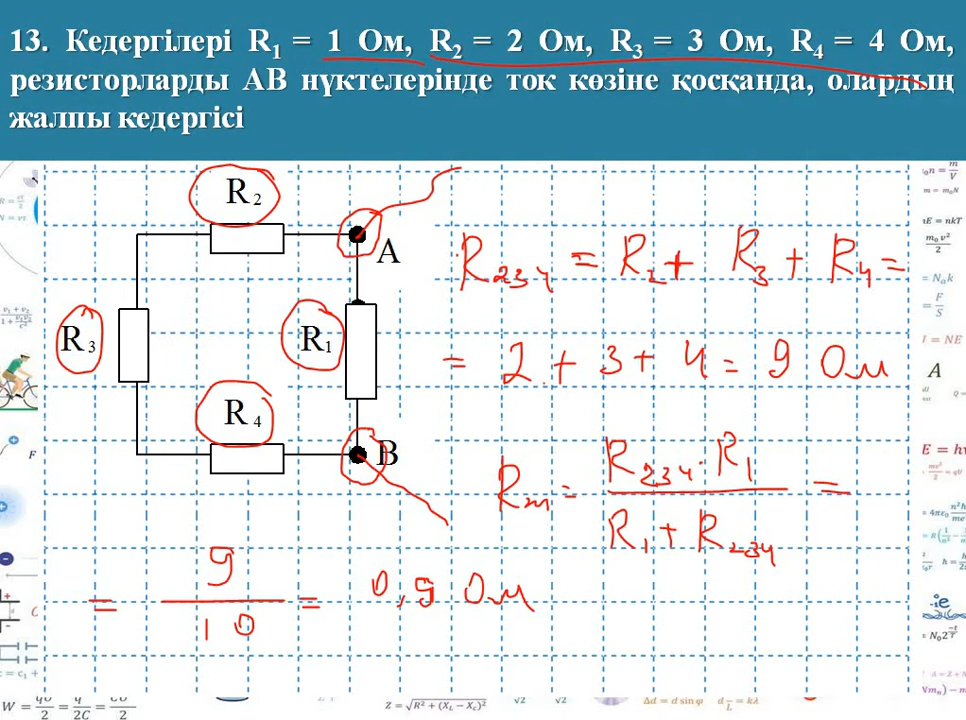 13. Кедергілері R₁ = 1 Ом, R₂ = 2 Ом, R₃ = 3 Ом, R₄ = 4 Ом,
резисторларды АВ нүктелерінде ток көзіне қосқанда, олардың
жалпы кедергісі
R₂
A
R₃
R₁
R₄
B
R₂₃₄ = R₂ + R₃ + R₄ =
= 2 + 3 + 4 = 9 Ом
Rm = R₂₃₄ · R₁ / R₁ + R₂₃₄ =
= 9 / 10 = 0,9 Ом